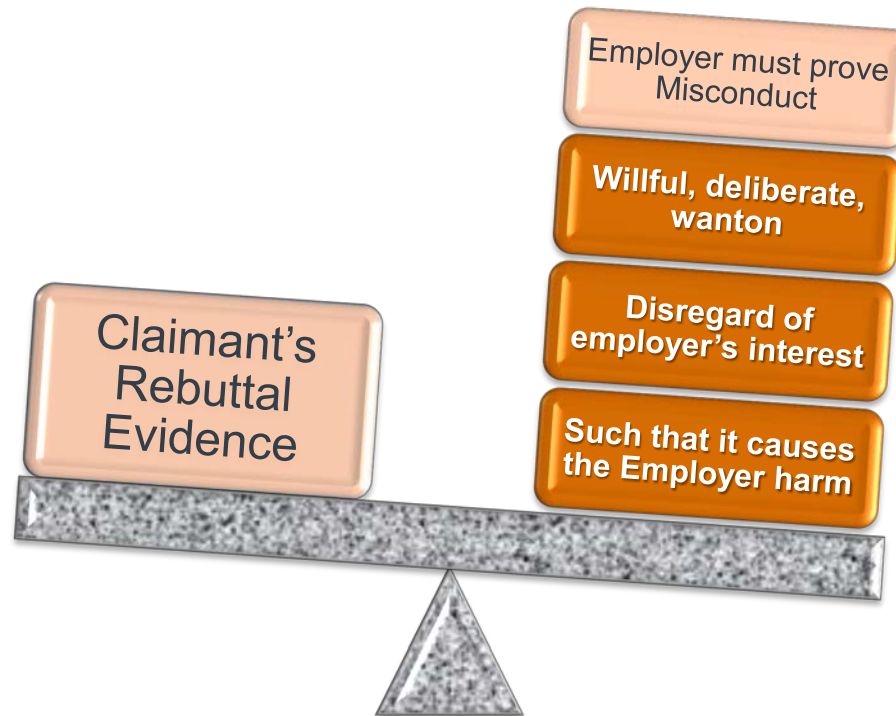 Employer must prove
Misconduct
Willful, deliberate,
wanton
Disregard of
employer’s interest
Such that it causes
the Employer harm
Claimant’s
Rebuttal
Evidence